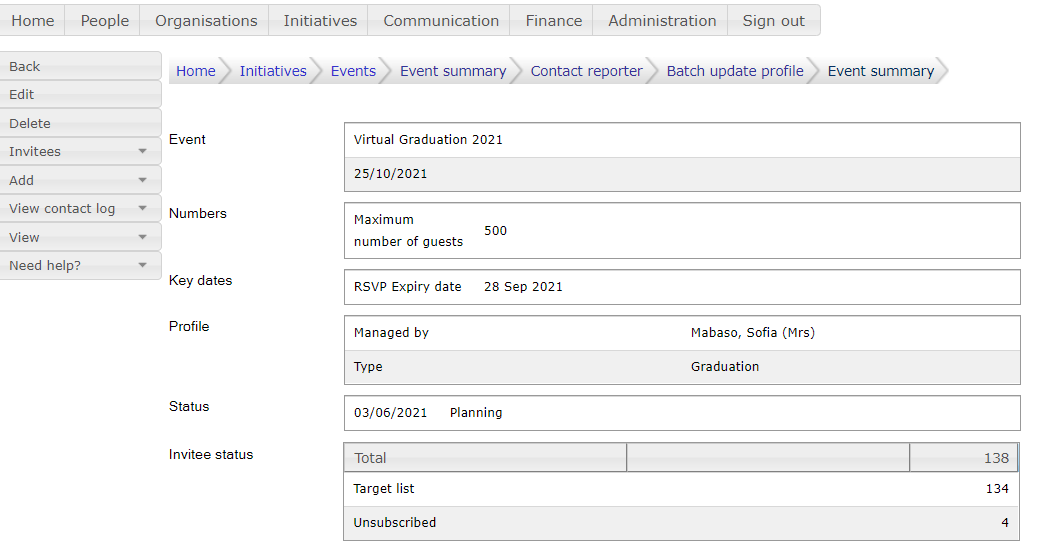 Home People Organisations Initiatives Communication Finance Administration Sign out
Back
Edit
Delete
Invitees
Add
View contact log
View
Need help?
Home Initiatives Events Event summary Contact reporter Batch update profile Event summary
Event
Virtual Graduation 2021
25/10/2021
Numbers
Maximum
number of guests
500
Key dates
RSVP Expiry date 28 Sep 2021
Profile
Managed by Mabaso, Sofia (Mrs)
Type Graduation
Status
03/06/2021 Planning
Invitee status
Total 138
Target list 134
Unsubscribed 4